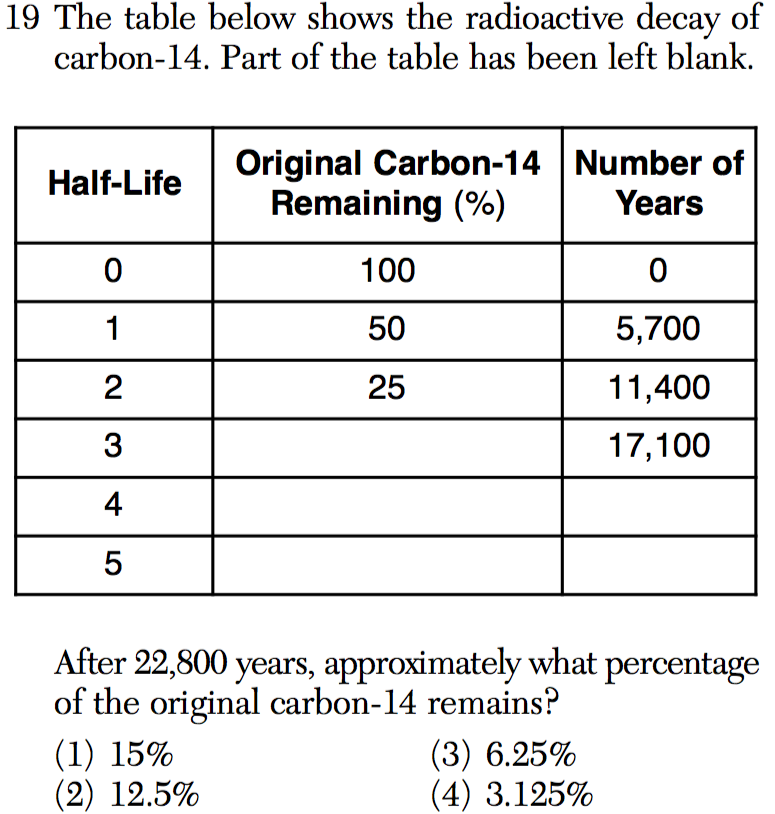 19 The table below shows the radioactive decay of
carbon-14. Part of the table has been left blank.
Half-Life Original Carbon-14 Remaining (%) Number of Years
0 100 0
1 50 5,700
2 25 11,400
3 17,100
4
5
After 22,800 years, approximately what percentage
of the original carbon-14 remains?
(1) 15% (3) 6.25%
(2) 12.5% (4) 3.125%